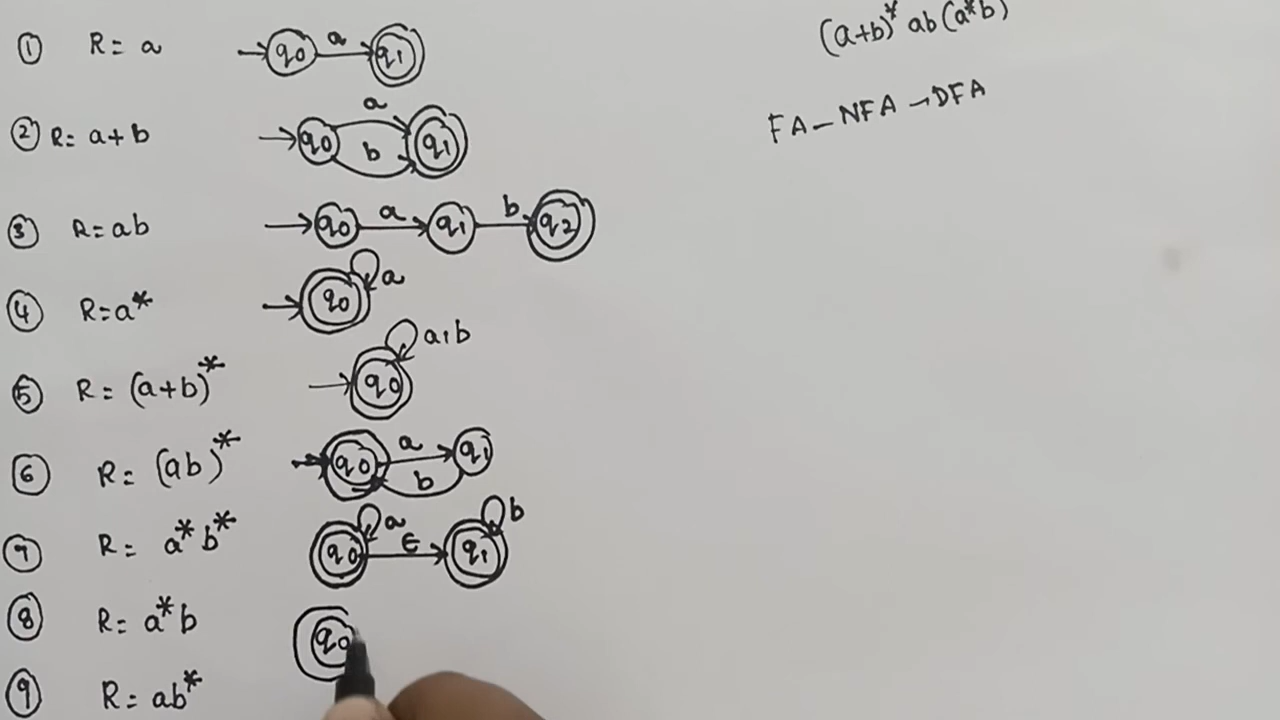 ① R = a q0 a q1
(a+b)* ab (a*b)
② R = a + b q0 a b q1
FA - NFA → DFA
③ R = ab q0 a q1 b q2
④ R = a* q0 a
⑤ R = (a+b)* q0 a,b
⑥ R = (ab)* q0 a q1 b
⑦ R = a* b* q0 a ε q1 b
⑧ R = a* b q0
⑨ R = ab*